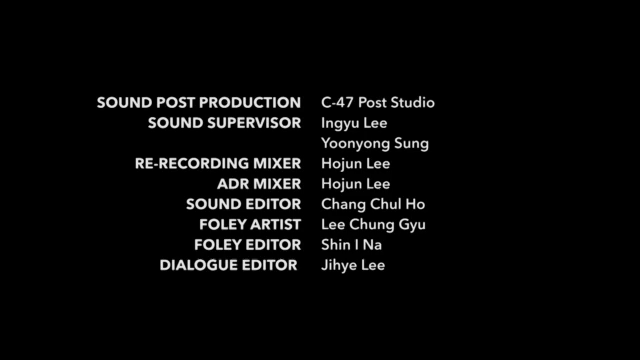 SOUND POST PRODUCTION C-47 Post Studio
SOUND SUPERVISOR Ingyu Lee
Yoonyong Sung
RE-RECORDING MIXER Hojun Lee
ADR MIXER Hojun Lee
SOUND EDITOR Chang Chul Ho
FOLEY ARTIST Lee Chung Gyu
FOLEY EDITOR Shin I Na
DIALOGUE EDITOR Jihye Lee